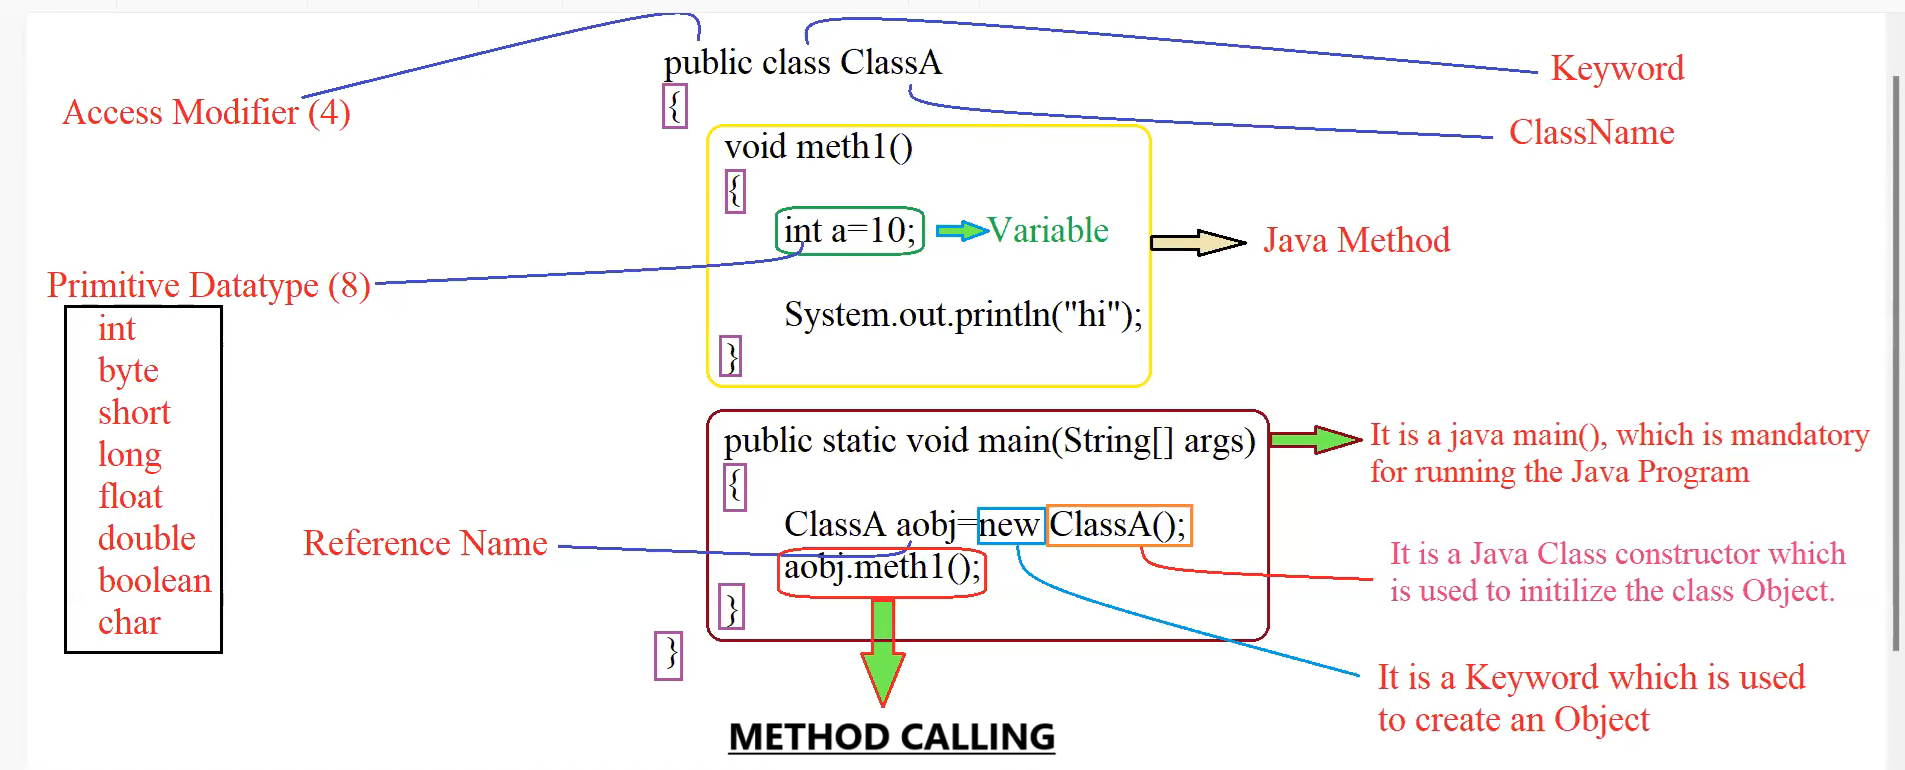 public class ClassA
Keyword
Access Modifier (4)
{
ClassName
void meth1()
{
int a=10;
Variable
Java Method
Primitive Datatype (8)
int
byte
short
long
float
double
boolean
char
System.out.println("hi");
}
public static void main(String[] args)
It is a java main(), which is mandatory
for running the Java Program
{
ClassA aobj=new ClassA();
Reference Name
aobj.meth1();
It is a Java Class constructor which
is used to initilize the class Object.
}
}
It is a Keyword which is used
to create an Object
METHOD CALLING